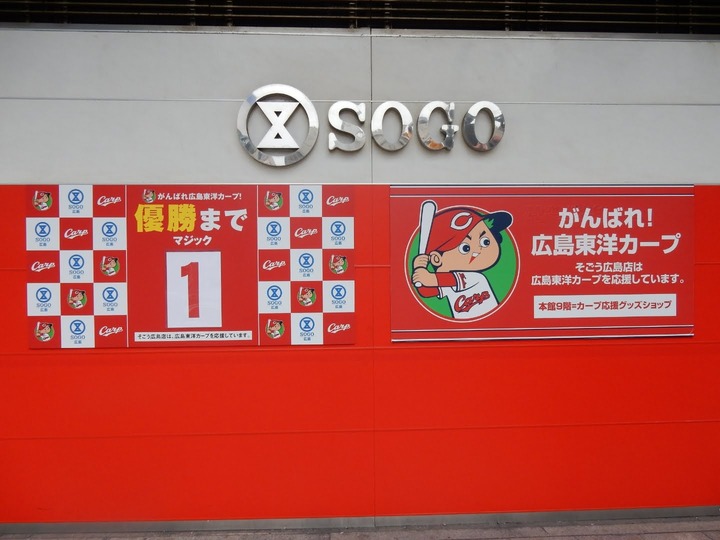 SOGO
がんばれ広島東洋カープ!
優勝まで
マジック
1
そごう広島店は、広島東洋カープを応援しています。
Carp
SOGO
広島
がんばれ!
広島東洋カープ
そごう広島店は
広島東洋カープを応援しています。
本館9階=カープ応援グッズショップ
Carp